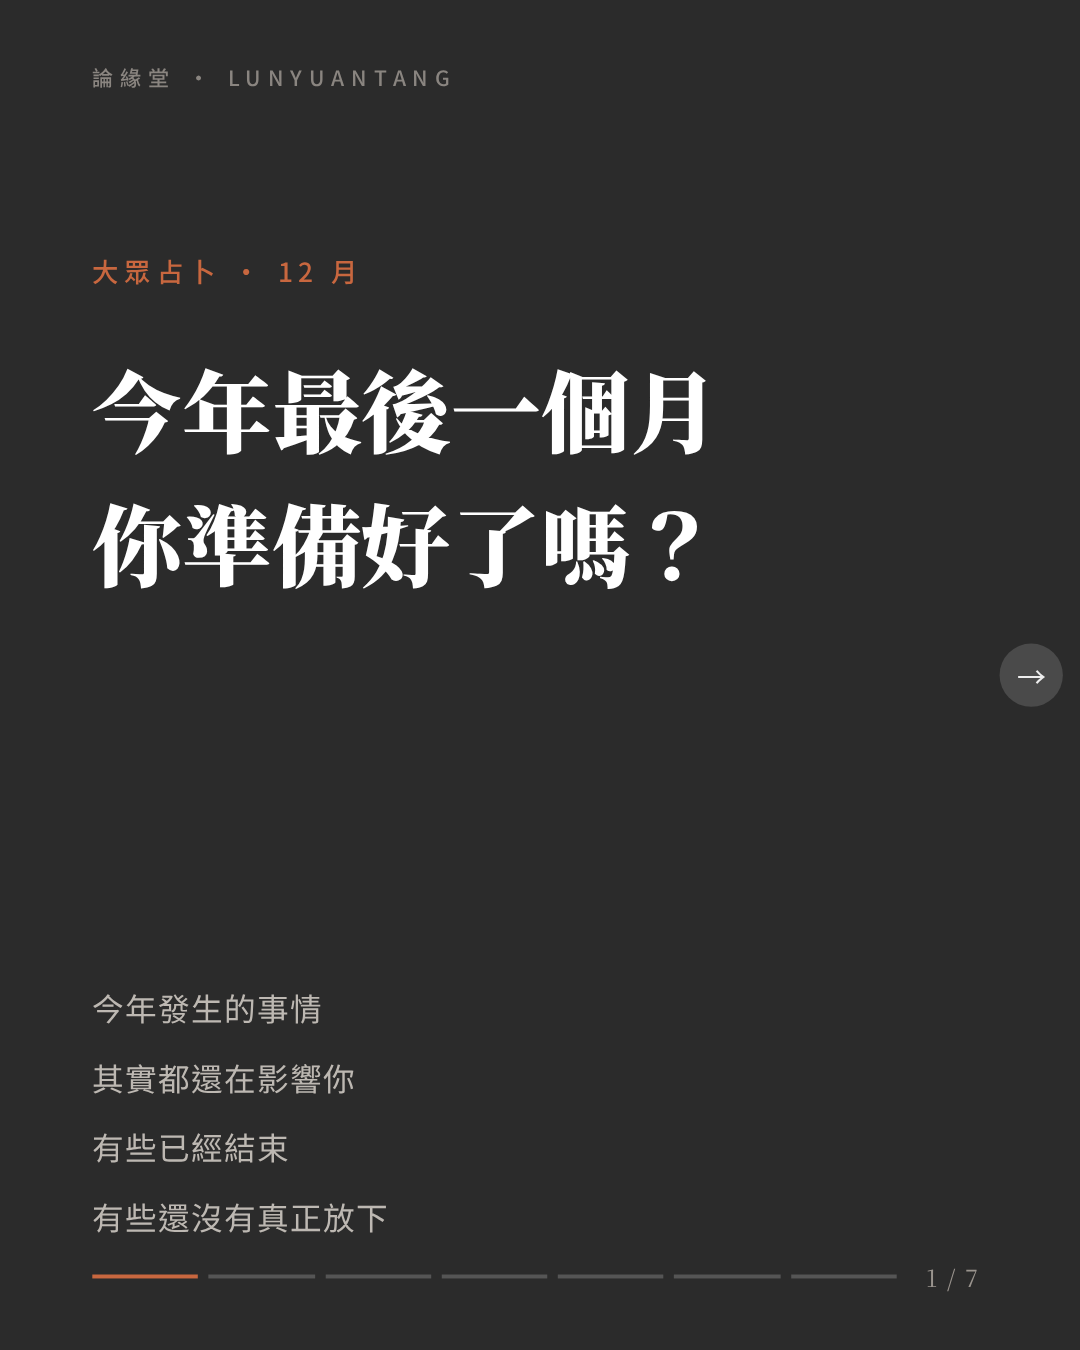 論緣堂 · LUNYUANTANG
大眾占卜 · 12 月
今年最後一個月
你準備好了嗎？
→
今年發生的事情
其實都還在影響你
有些已經結束
有些還沒有真正放下
1 / 7